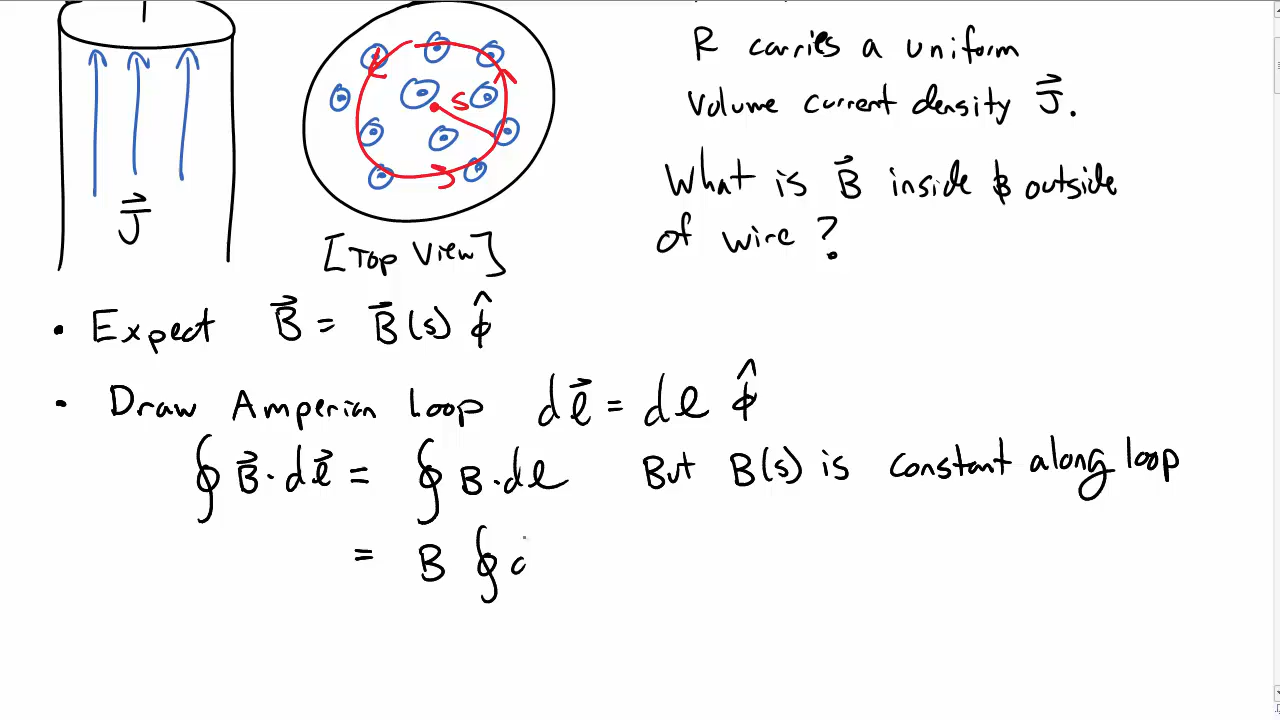 R carries a uniform
volume current density J⃗.
What is B⃗ inside & outside
of wire?
J⃗
s
[Top View]
• Expect B⃗ = B⃗(s) φ̂
• Draw Amperian Loop dℓ⃗ = dℓ φ̂
∮ B⃗ · dℓ⃗ = ∮ B · dℓ But B(s) is constant along loop
= B ∮ d